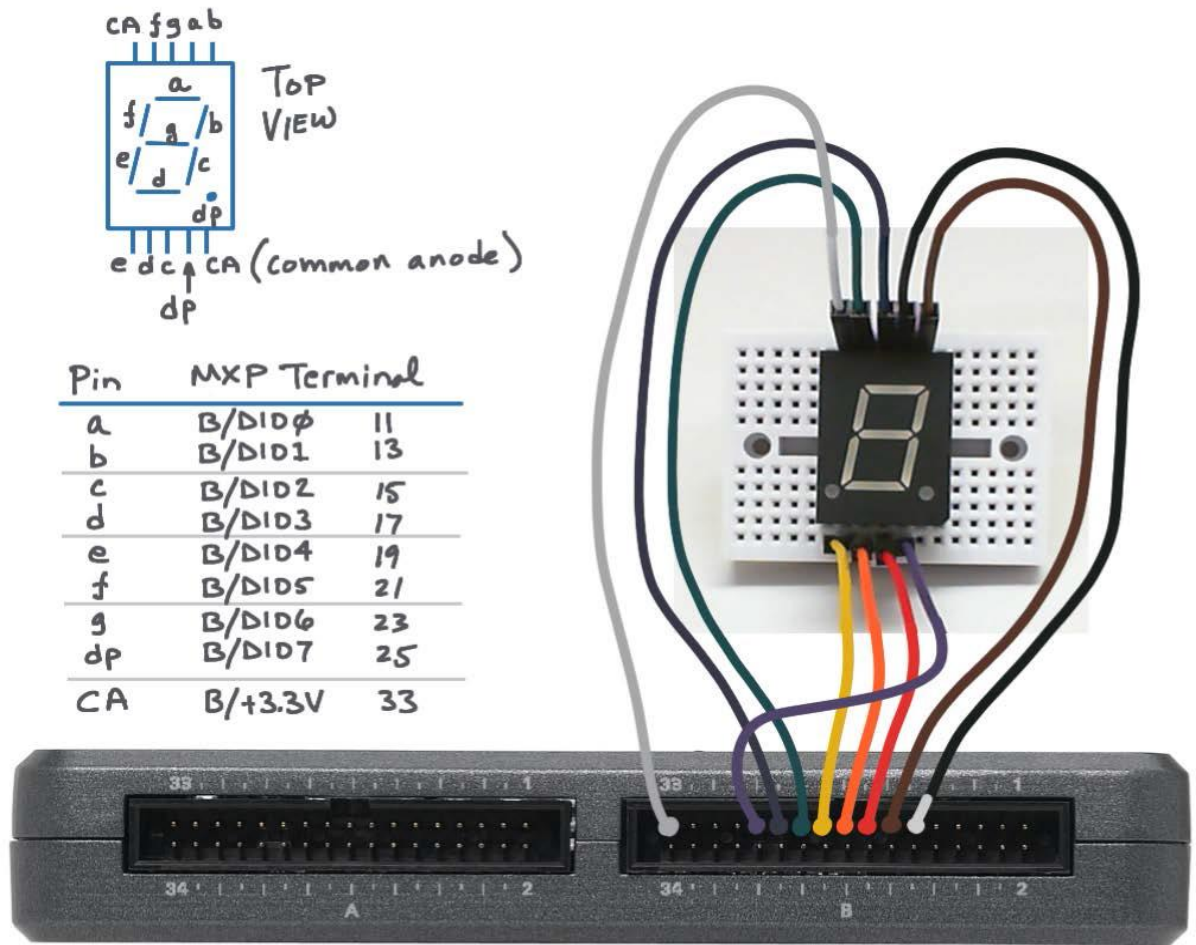 CA f g a b
a
TOP
VIEW
f
b
g
e
c
d
dp
e d c CA (common anode)
dp
Pin MXP Terminal
a B/DIO0 11
b B/DIO1 13
c B/DIO2 15
d B/DIO3 17
e B/DIO4 19
f B/DIO5 21
g B/DIO6 23
dp B/DIO7 25
CA B/+3.3V 33
33 1 33 1
34 2 34 2
A B